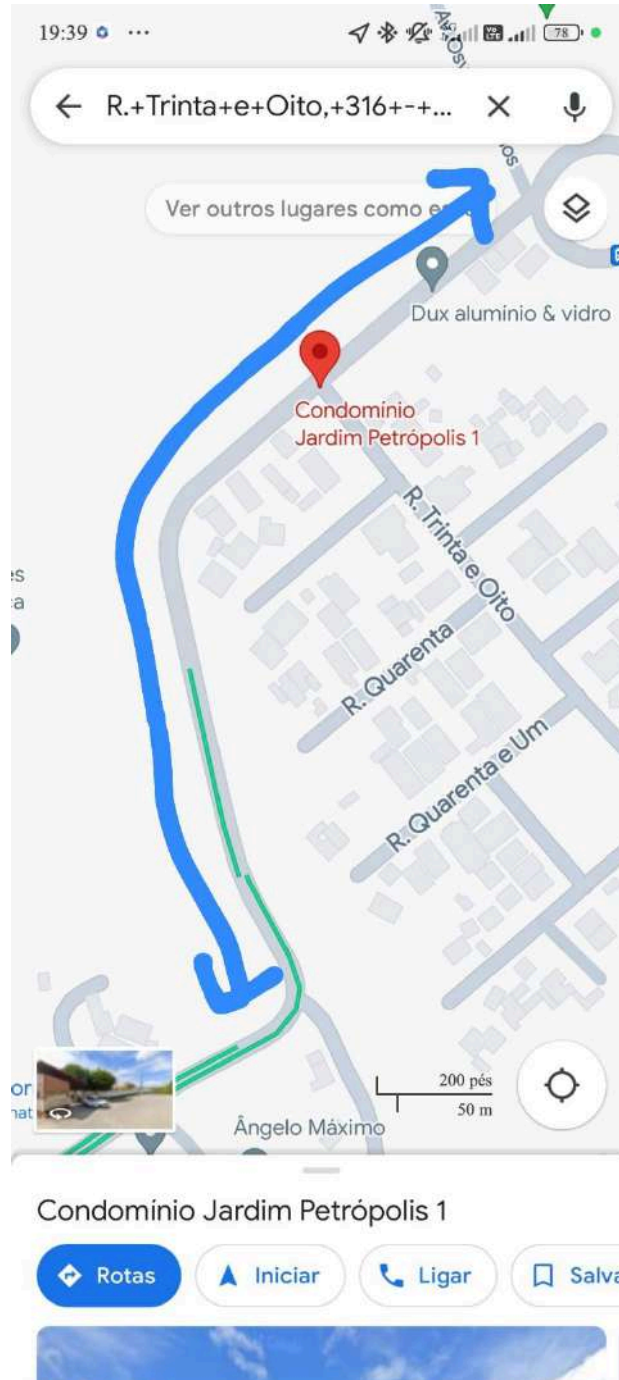 19:39
78
R.+Trinta+e+Oito,+316+-+...
Ver outros lugares como
Dux alumínio & vidro
Condomínio
Jardim Petrópolis 1
R. Trinta e Oito
R. Quarenta
R. Quarenta e Um
200 pés
50 m
Ângelo Máximo
Condomínio Jardim Petrópolis 1
Rotas
Iniciar
Ligar
Salva